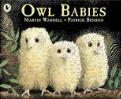 OWL BABIES
MARTIN WADDELL · PATRICK BENSON